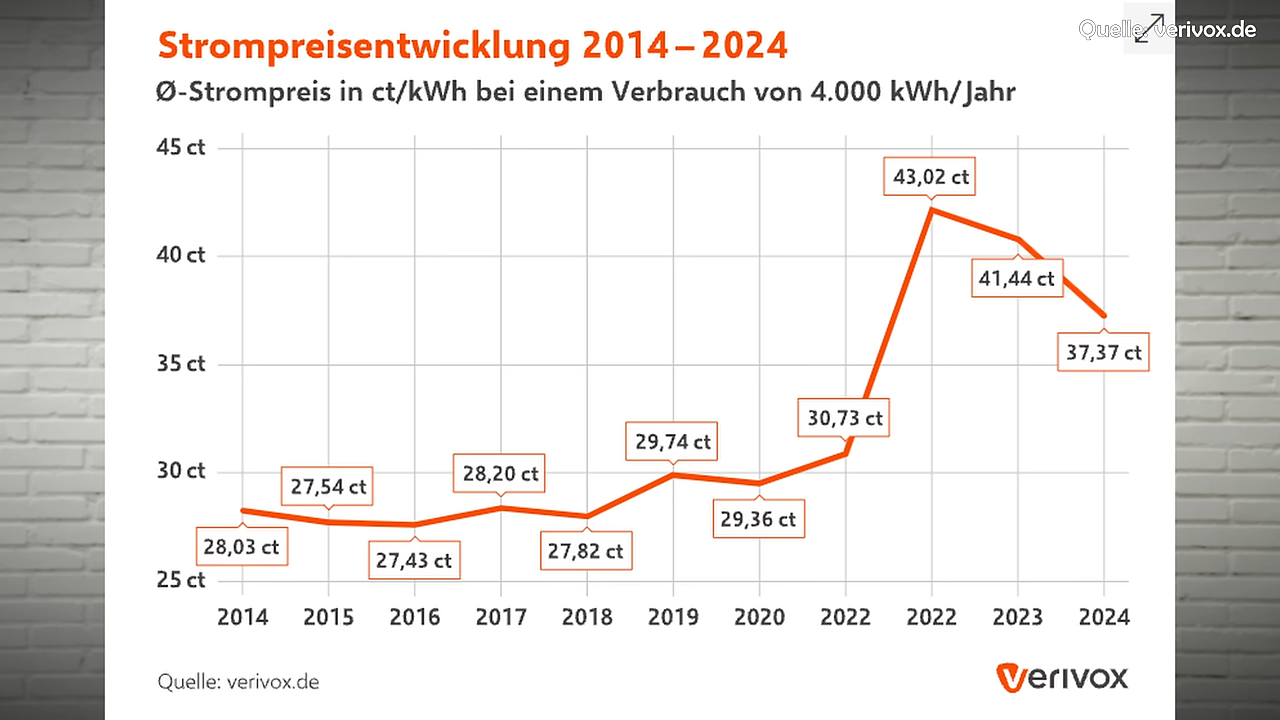 Quelle: Verivox.de
Strompreisentwicklung 2014–2024
Ø-Strompreis in ct/kWh bei einem Verbrauch von 4.000 kWh/Jahr
45 ct
40 ct
35 ct
30 ct
25 ct
28,03 ct
27,54 ct
27,43 ct
28,20 ct
27,82 ct
29,74 ct
29,36 ct
30,73 ct
43,02 ct
41,44 ct
37,37 ct
2014 2015 2016 2017 2018 2019 2020 2022 2022 2023 2024
Quelle: verivox.de
verivox